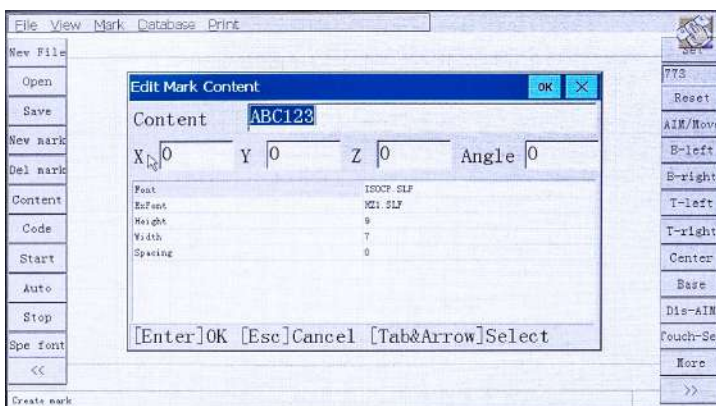 File View Mark Database Print
New File
Open
Save
New mark
Del mark
Content
Code
Start
Auto
Stop
Spe font
<<
Create mark
Edit Mark Content OK
Content ABC123
X 0 Y 0 Z 0 Angle 0
Font ISOCP.SLF
ExFont HZ1.SLF
Height 9
Width 7
Spacing 0
[Enter]OK [Esc]Cancel [Tab&Arrow]Select
Set
773
Reset
AIM/Move
B-left
B-right
T-left
T-right
Center
Base
Dis-AIM
Touch-Se
More
>>